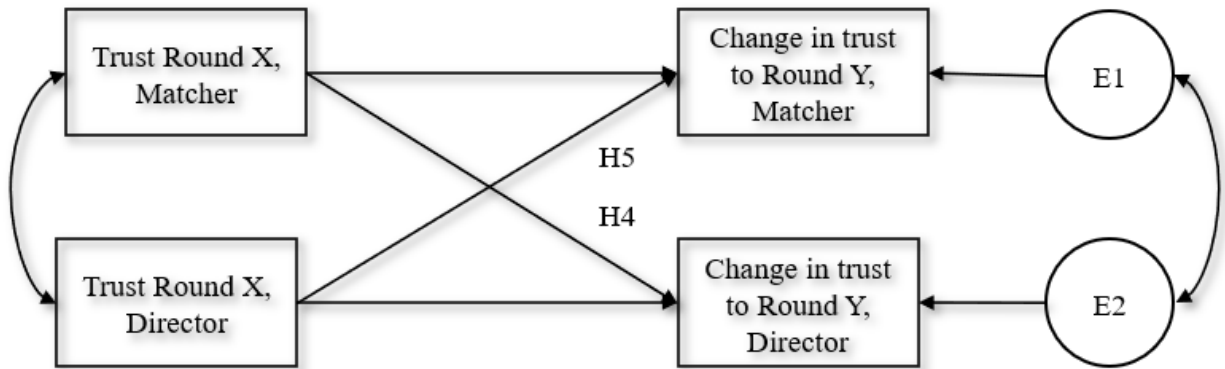 Trust Round X,
Matcher
Change in trust
to Round Y,
Matcher
E1
H5
H4
Trust Round X,
Director
Change in trust
to Round Y,
Director
E2